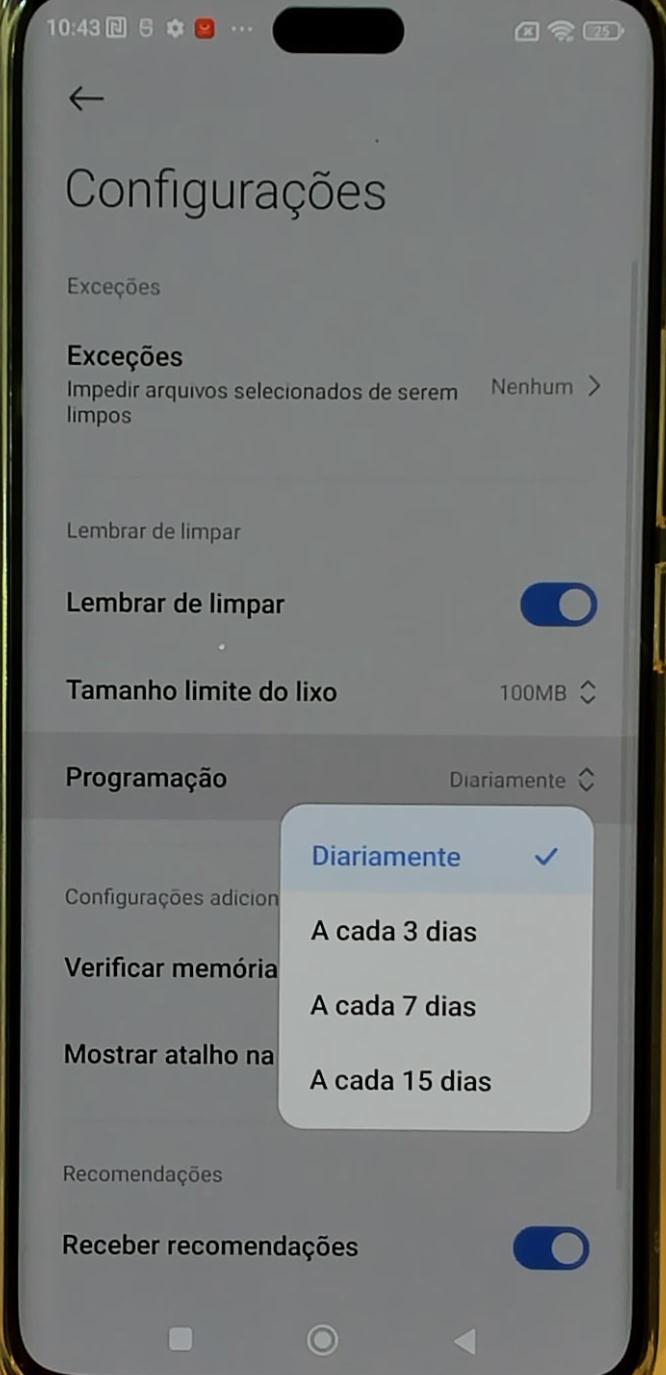 10:43
25
Configurações
Exceções
Exceções
Impedir arquivos selecionados de serem
limpos
Nenhum
Lembrar de limpar
Lembrar de limpar
Tamanho limite do lixo
100MB
Programação
Diariamente
Diariamente
A cada 3 dias
A cada 7 dias
A cada 15 dias
Configurações adicion
Verificar memória
Mostrar atalho na
Recomendações
Receber recomendações